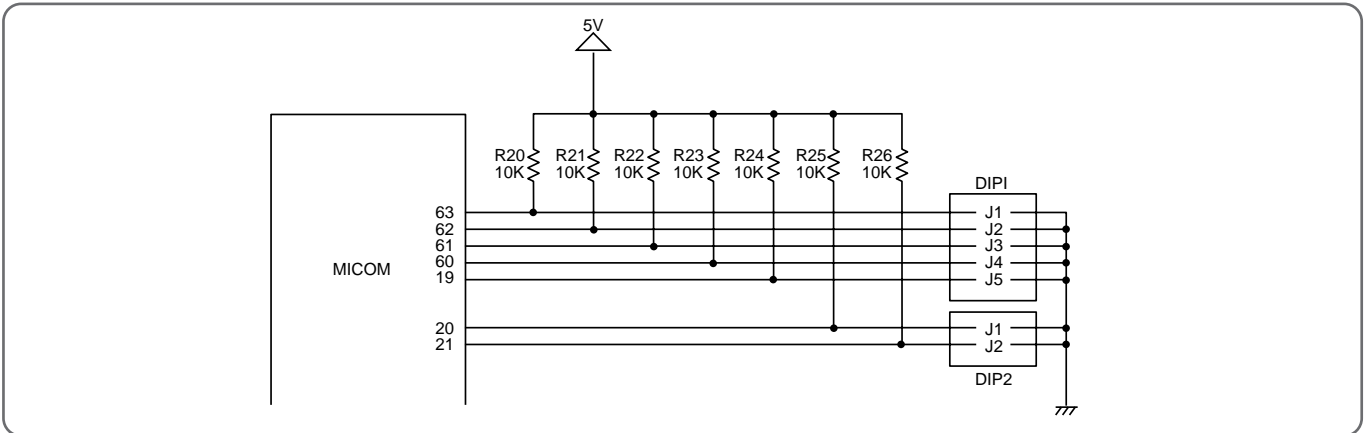 5V
R20 R21 R22 R23 R24 R25 R26
10K 10K 10K 10K 10K 10K 10K
DIP1
63 J1
62 J2
61 J3
60 J4
MICOM
19 J5
20 J1
21 J2
DIP2